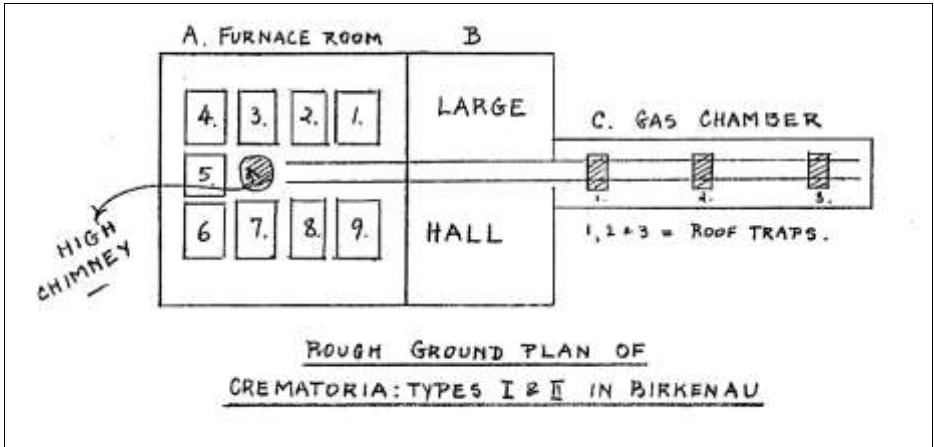 A. FURNACE ROOM
B
4. 3. 2. 1.
LARGE
C. GAS CHAMBER
5.
1. 2. 3.
6 7. 8. 9.
HALL
1, 2 & 3 = ROOF TRAPS.
HIGH
CHIMNEY
ROUGH GROUND PLAN OF
CREMATORIA: TYPES I & II IN BIRKENAU